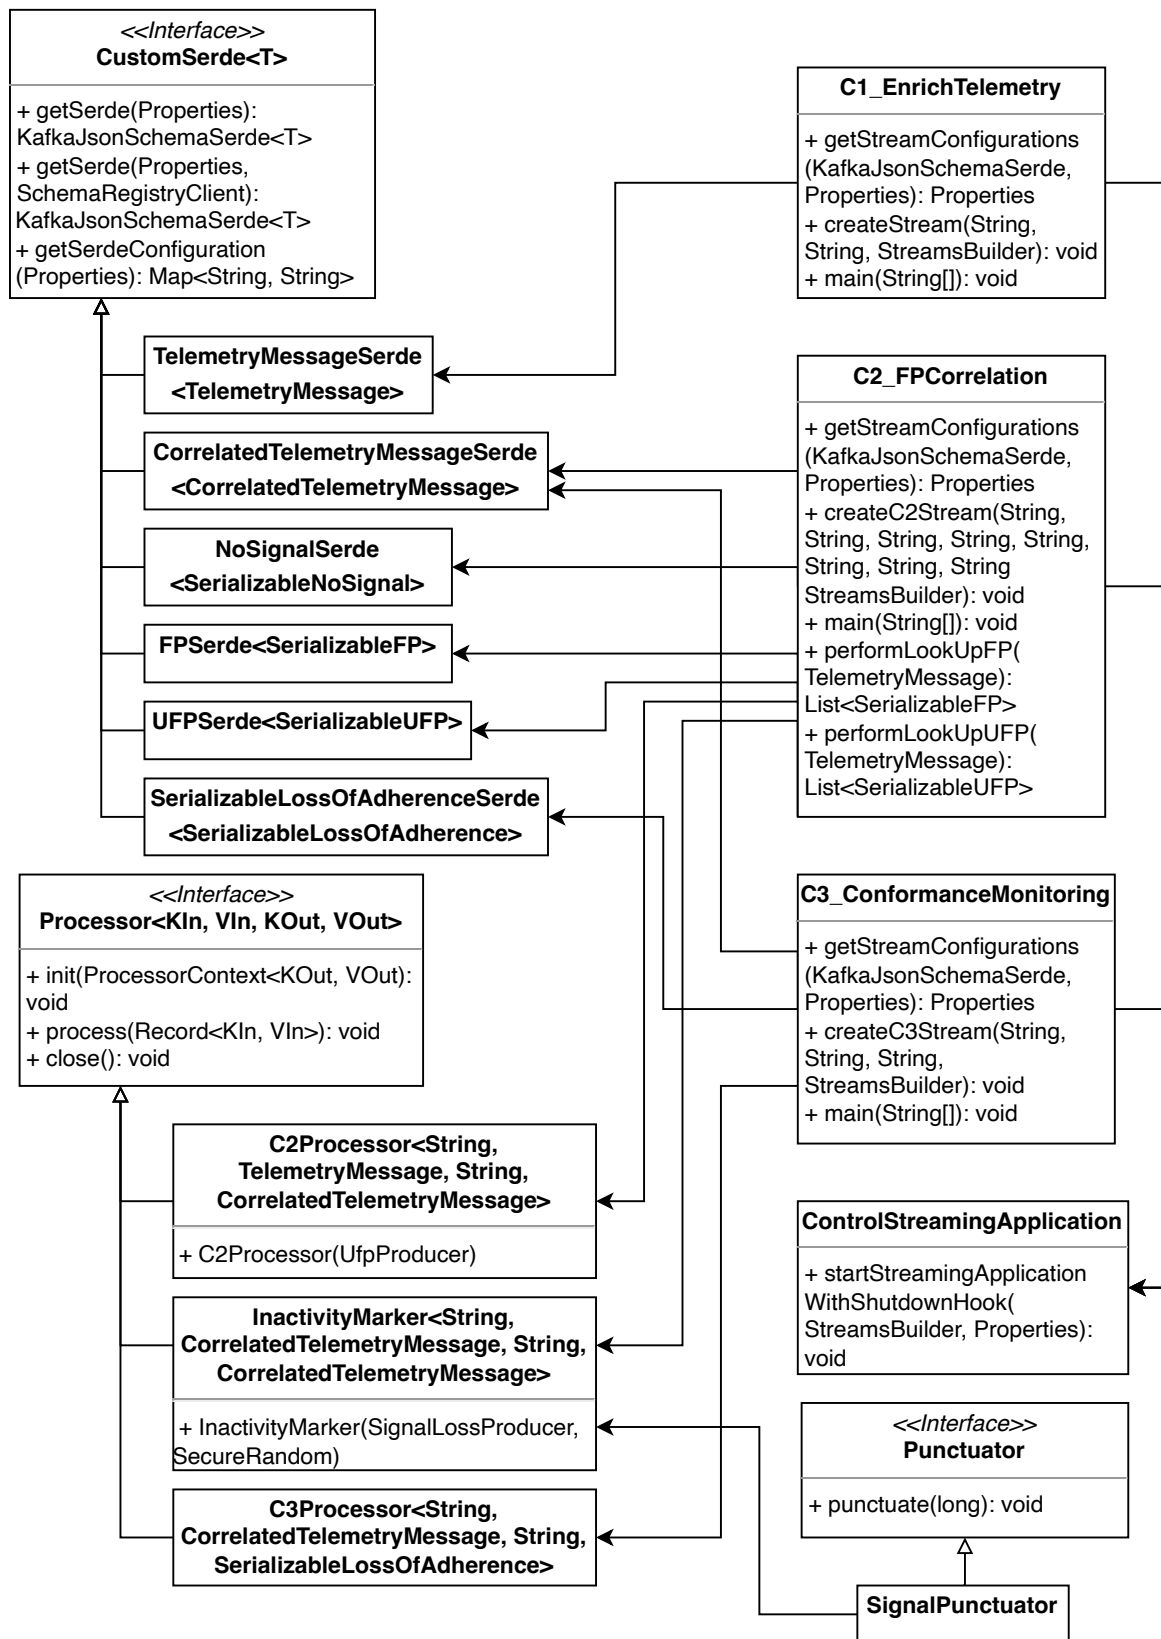 <<Interface>>
CustomSerde<T>
+ getSerde(Properties):
KafkaJsonSchemaSerde<T>
+ getSerde(Properties,
SchemaRegistryClient):
KafkaJsonSchemaSerde<T>
+ getSerdeConfiguration
(Properties): Map<String, String>
TelemetryMessageSerde
<TelemetryMessage>
CorrelatedTelemetryMessageSerde
<CorrelatedTelemetryMessage>
NoSignalSerde
<SerializableNoSignal>
FPSerde<SerializableFP>
UFPSerde<SerializableUFP>
SerializableLossOfAdherenceSerde
<SerializableLossOfAdherence>
<<Interface>>
Processor<KIn, VIn, KOut, VOut>
+ init(ProcessorContext<KOut, VOut):
void
+ process(Record<KIn, VIn>): void
+ close(): void
C2Processor<String,
TelemetryMessage, String,
CorrelatedTelemetryMessage>
+ C2Processor(UfpProducer)
InactivityMarker<String,
CorrelatedTelemetryMessage, String,
CorrelatedTelemetryMessage>
+ InactivityMarker(SignalLossProducer,
SecureRandom)
C3Processor<String,
CorrelatedTelemetryMessage, String,
SerializableLossOfAdherence>
C1_EnrichTelemetry
+ getStreamConfigurations
(KafkaJsonSchemaSerde,
Properties): Properties
+ createStream(String,
String, StreamsBuilder): void
+ main(String[]): void
C2_FPCorrelation
+ getStreamConfigurations
(KafkaJsonSchemaSerde,
Properties): Properties
+ createC2Stream(String,
String, String, String, String,
String, String, String
StreamsBuilder): void
+ main(String[]): void
+ performLookUpFP(
TelemetryMessage):
List<SerializableFP>
+ performLookUpUFP(
TelemetryMessage):
List<SerializableUFP>
C3_ConformanceMonitoring
+ getStreamConfigurations
(KafkaJsonSchemaSerde,
Properties): Properties
+ createC3Stream(String,
String, String,
StreamsBuilder): void
+ main(String[]): void
ControlStreamingApplication
+ startStreamingApplication
WithShutdownHook(
StreamsBuilder, Properties):
void
<<Interface>>
Punctuator
+ punctuate(long): void
SignalPunctuator